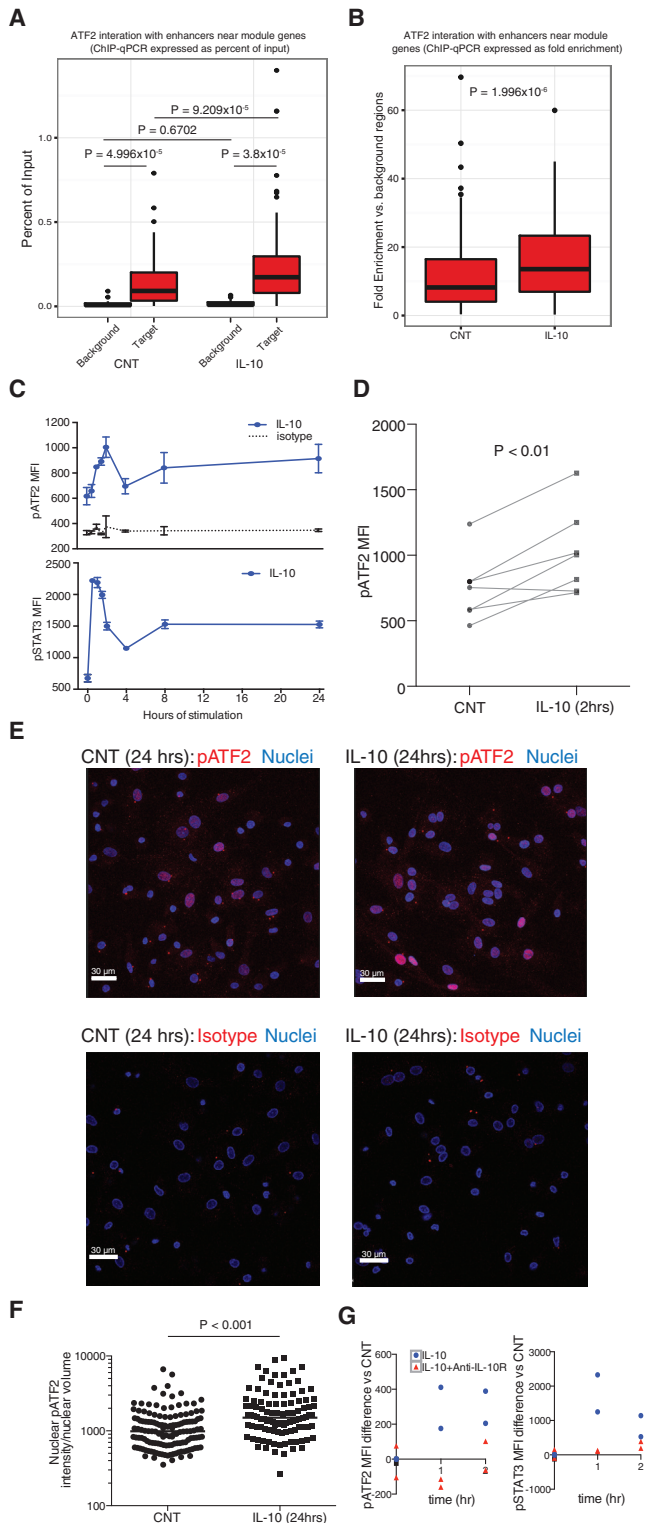 A
ATF2 interation with enhancers near module genes
(ChIP-qPCR expressed as percent of input)
P = 9.209x10-5
P = 0.6702
P = 4.996x10-5
P = 3.8x10-5
Percent of Input
1.0
0.5
0.0
Background
Target
Background
Target
CNT
IL-10
B
ATF2 interation with enhancers near module
genes (ChIP-qPCR expressed as fold enrichment)
P = 1.996x10-6
Fold Enrichment vs. background regions
60
40
20
0
CNT
IL-10
C
pATF2 MFI
1200
1000
800
600
400
200
IL-10
isotype
pSTAT3 MFI
2500
2000
1500
1000
500
IL-10
0
4
8
12
16
20
24
Hours of stimulation
D
P < 0.01
pATF2 MFI
2000
1500
1000
500
0
CNT
IL-10 (2hrs)
E
CNT (24 hrs): pATF2 Nuclei
30 µm
IL-10 (24hrs): pATF2 Nuclei
30 µm
CNT (24 hrs): Isotype Nuclei
30 µm
IL-10 (24hrs): Isotype Nuclei
30 µm
F
P < 0.001
Nuclear pATF2
intensity/nuclear volume
10000
1000
100
CNT
IL-10 (24hrs)
G
IL-10
IL-10+Anti-IL-10R
pATF2 MFI difference vs CNT
600
400
200
0
-200
1
2
time (hr)
pSTAT3 MFI difference vs CNT
3000
2000
1000
0
-1000
1
2
time (hr)